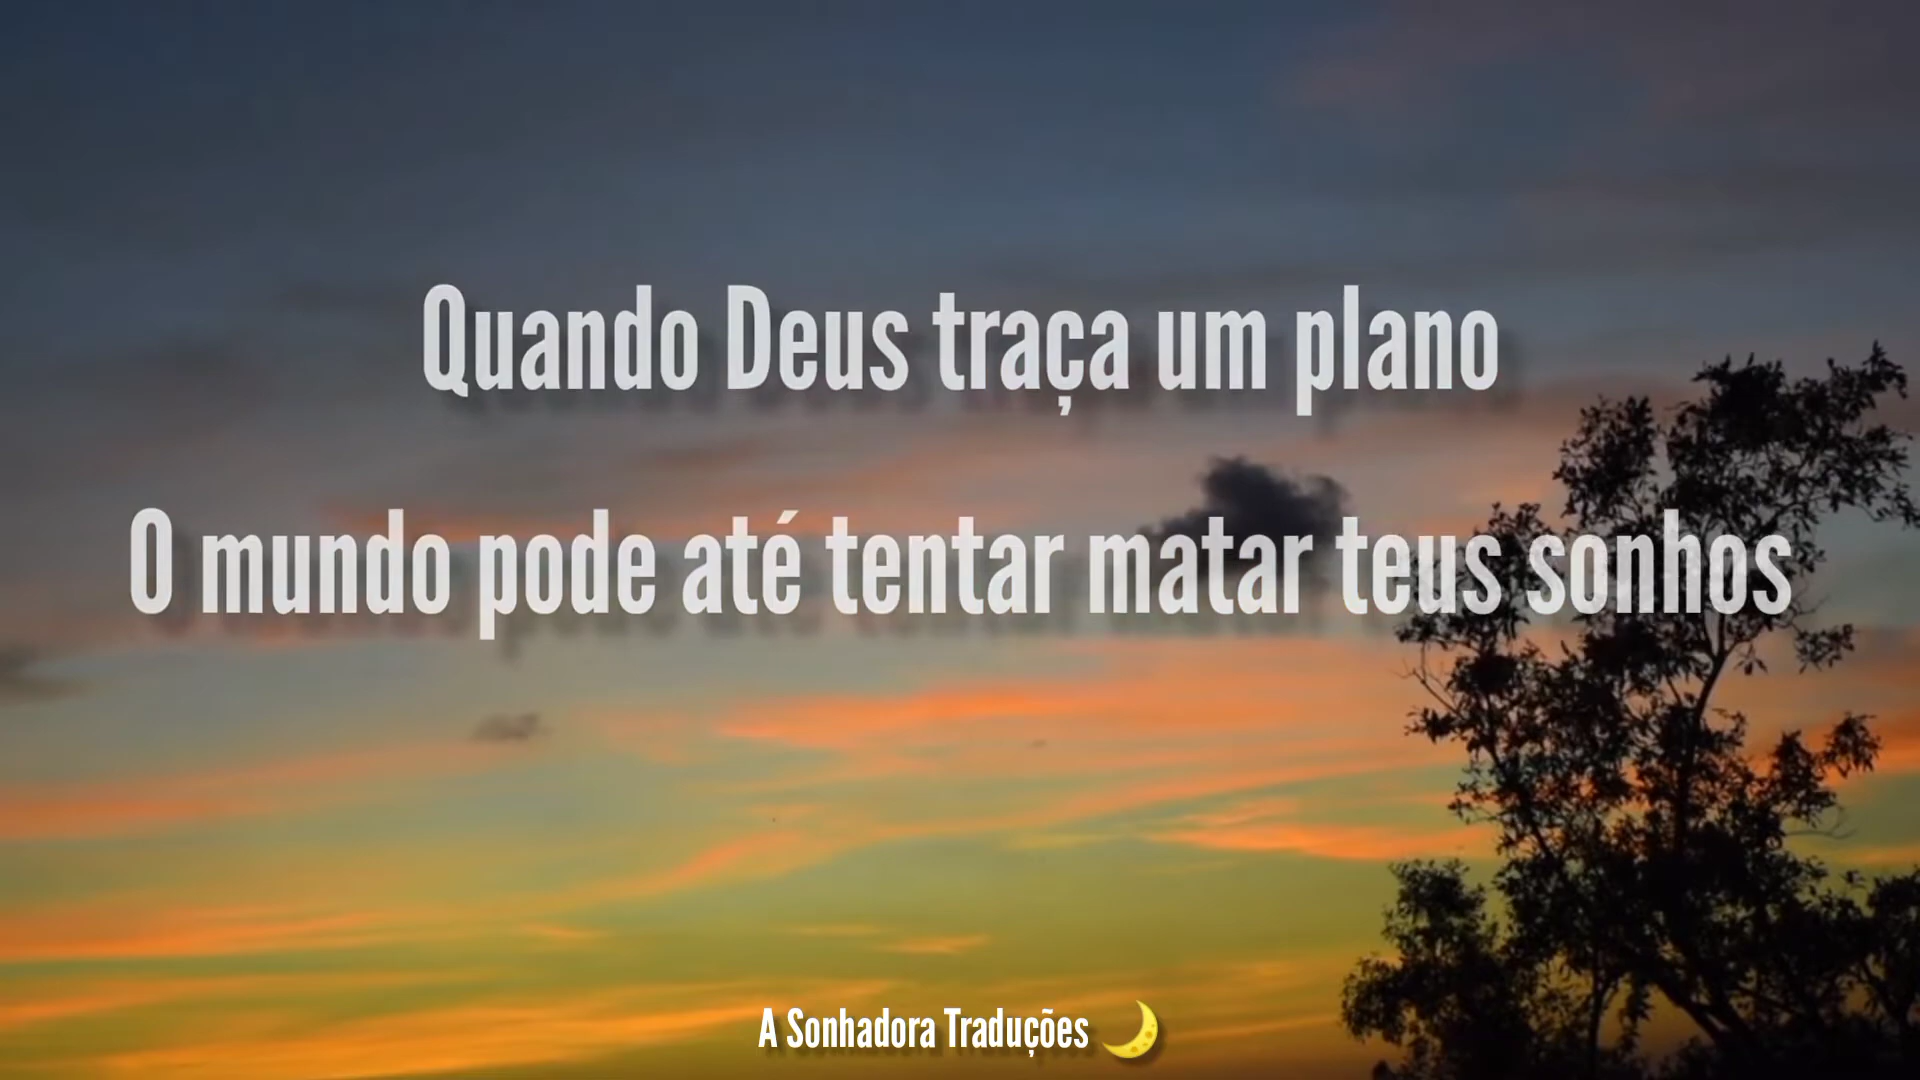 Quando Deus traça um plano
O mundo pode até tentar matar teus sonhos
A Sonhadora Traduções 🌙